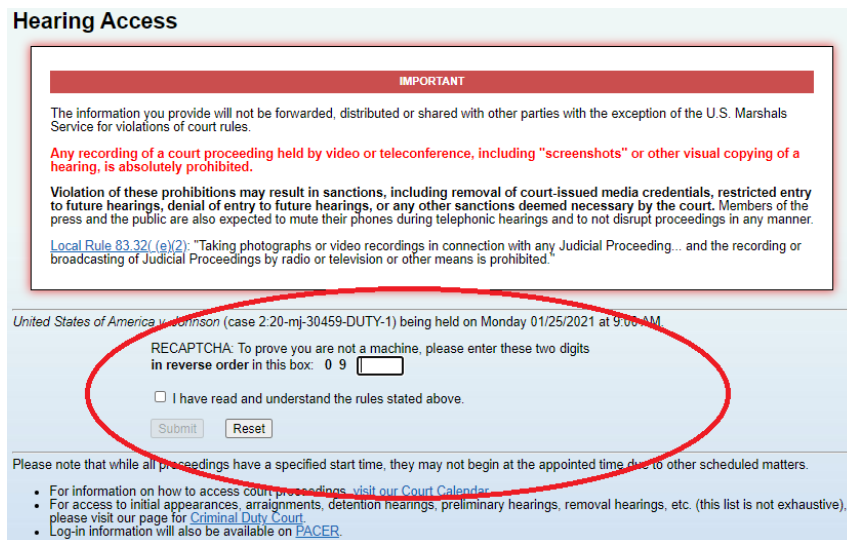 Hearing Access
IMPORTANT
The information you provide will not be forwarded, distributed or shared with other parties with the exception of the U.S. Marshals
Service for violations of court rules.
Any recording of a court proceeding held by video or teleconference, including "screenshots" or other visual copying of a
hearing, is absolutely prohibited.
Violation of these prohibitions may result in sanctions, including removal of court-issued media credentials, restricted entry
to future hearings, denial of entry to future hearings, or any other sanctions deemed necessary by the court. Members of the
press and the public are also expected to mute their phones during telephonic hearings and to not disrupt proceedings in any manner.
Local Rule 83.32( (e)(2): "Taking photographs or video recordings in connection with any Judicial Proceeding... and the recording or
broadcasting of Judicial Proceedings by radio or television or other means is prohibited."
United States of America v. Johnson (case 2:20-mj-30459-DUTY-1) being held on Monday 01/25/2021 at 9:00 AM.
RECAPTCHA: To prove you are not a machine, please enter these two digits
in reverse order in this box: 0 9
I have read and understand the rules stated above.
Submit Reset
Please note that while all proceedings have a specified start time, they may not begin at the appointed time due to other scheduled matters.
• For information on how to access court proceedings, visit our Court Calendar.
• For access to initial appearances, arraignments, detention hearings, preliminary hearings, removal hearings, etc. (this list is not exhaustive),
please visit our page for Criminal Duty Court.
• Log-in information will also be available on PACER.